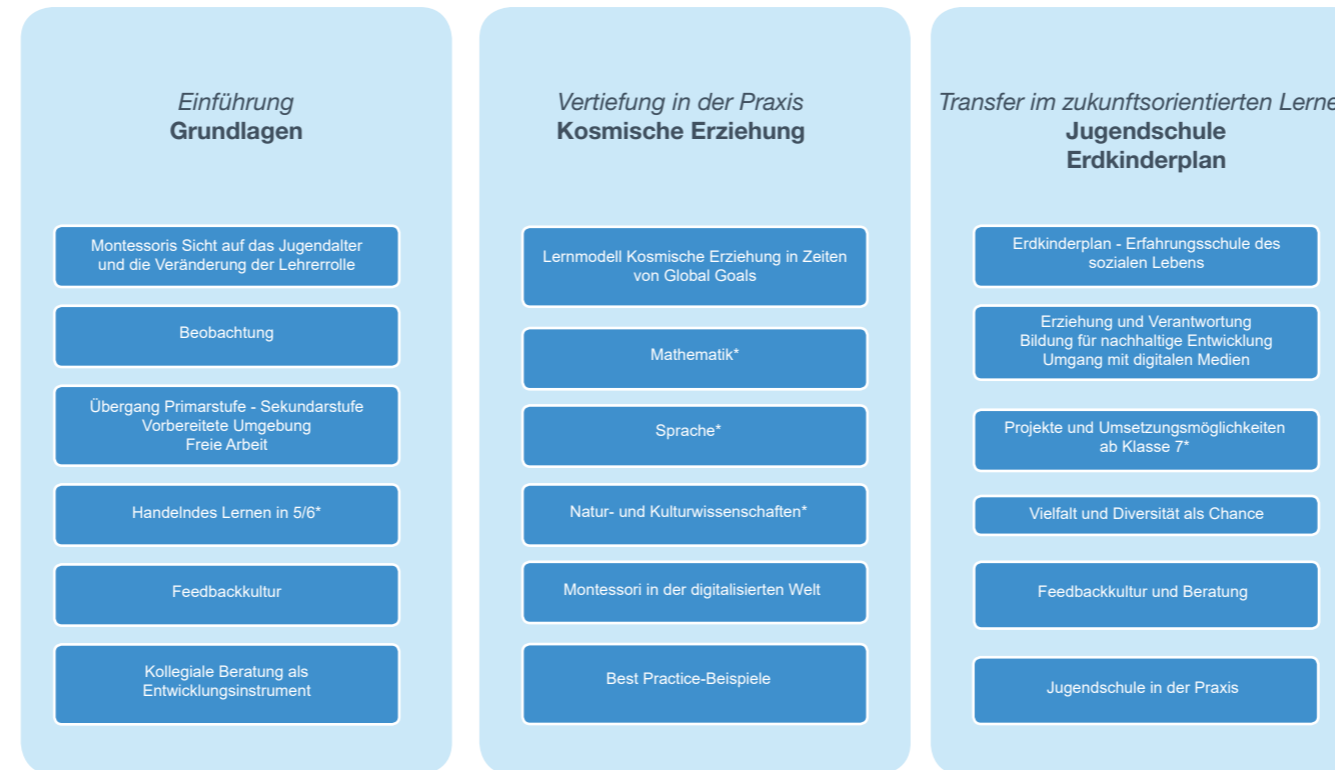 Einführung
Grundlagen
Montessoris Sicht auf das Jugendalter
und die Veränderung der Lehrerrolle
Beobachtung
Übergang Primarstufe - Sekundarstufe
Vorbereitete Umgebung
Freie Arbeit
Handelndes Lernen in 5/6*
Feedbackkultur
Kollegiale Beratung als
Entwicklungsinstrument
Vertiefung in der Praxis
Kosmische Erziehung
Lernmodell Kosmische Erziehung in Zeiten
von Global Goals
Mathematik*
Sprache*
Natur- und Kulturwissenschaften*
Montessori in der digitalisierten Welt
Best Practice-Beispiele
Transfer im zukunftsorientierten Lerne
Jugendschule
Erdkinderplan
Erdkinderplan - Erfahrungsschule des
sozialen Lebens
Erziehung und Verantwortung
Bildung für nachhaltige Entwicklung
Umgang mit digitalen Medien
Projekte und Umsetzungsmöglichkeiten
ab Klasse 7*
Vielfalt und Diversität als Chance
Feedbackkultur und Beratung
Jugendschule in der Praxis